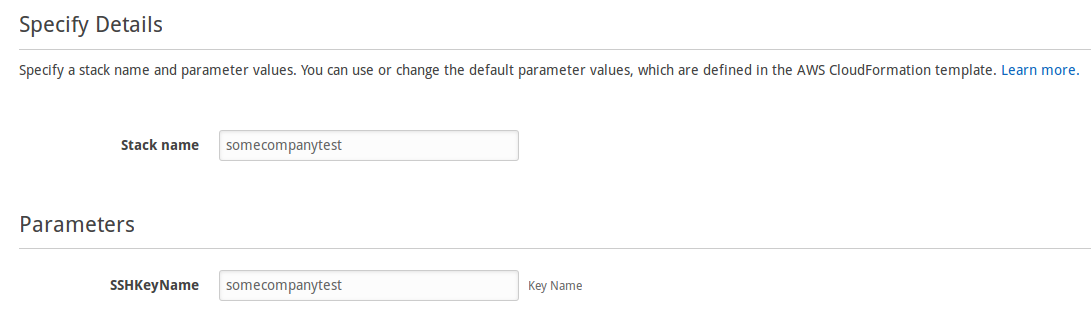 Specify Details
Specify a stack name and parameter values. You can use or change the default parameter values, which are defined in the AWS CloudFormation template. Learn more.
Stack name somecompanytest
Parameters
SSHKeyName somecompanytest Key Name